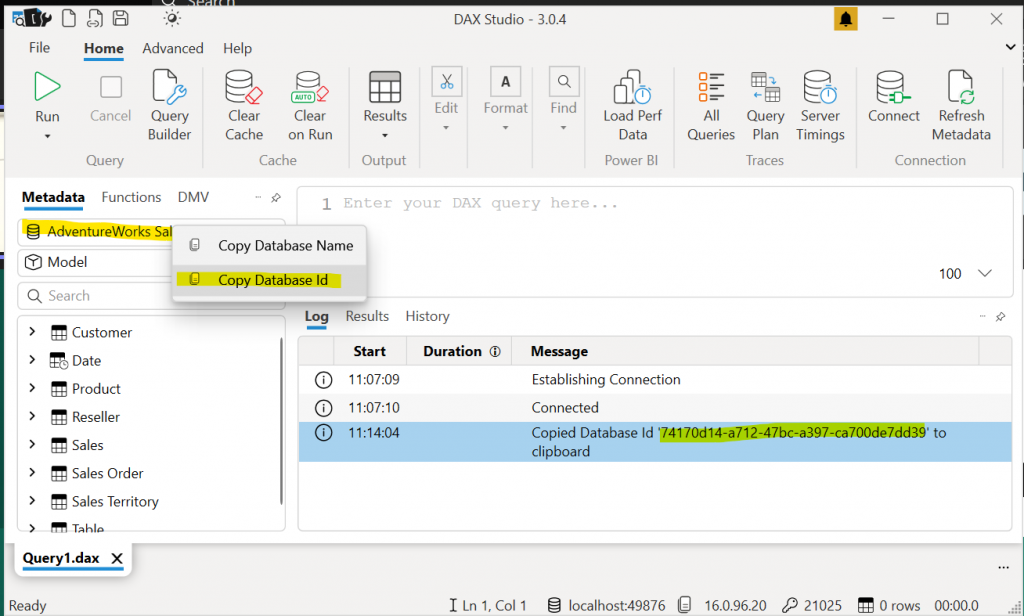 Search
DAX Studio - 3.0.4
File Home Advanced Help
Run
Cancel
Query Builder
Query
Clear Cache
AUTO
Clear on Run
Cache
Results
Output
Edit
A
Format
Find
Load Perf Data
Power BI
All Queries
Query Plan
Server Timings
Traces
Connect
Refresh Metadata
Connection
Metadata Functions DMV
AdventureWorks Sal
Model
Search
Customer
Date
Product
Reseller
Sales
Sales Order
Sales Territory
Table
Copy Database Name
Copy Database Id
1 Enter your DAX query here...
100
Log Results History
Start Duration Message
11:07:09 Establishing Connection
11:07:10 Connected
11:14:04 Copied Database Id '74170d14-a712-47bc-a397-ca700de7dd39' to
clipboard
Query1.dax
Ready Ln 1, Col 1 localhost:49876 16.0.96.20 21025 0 rows 00:00.0